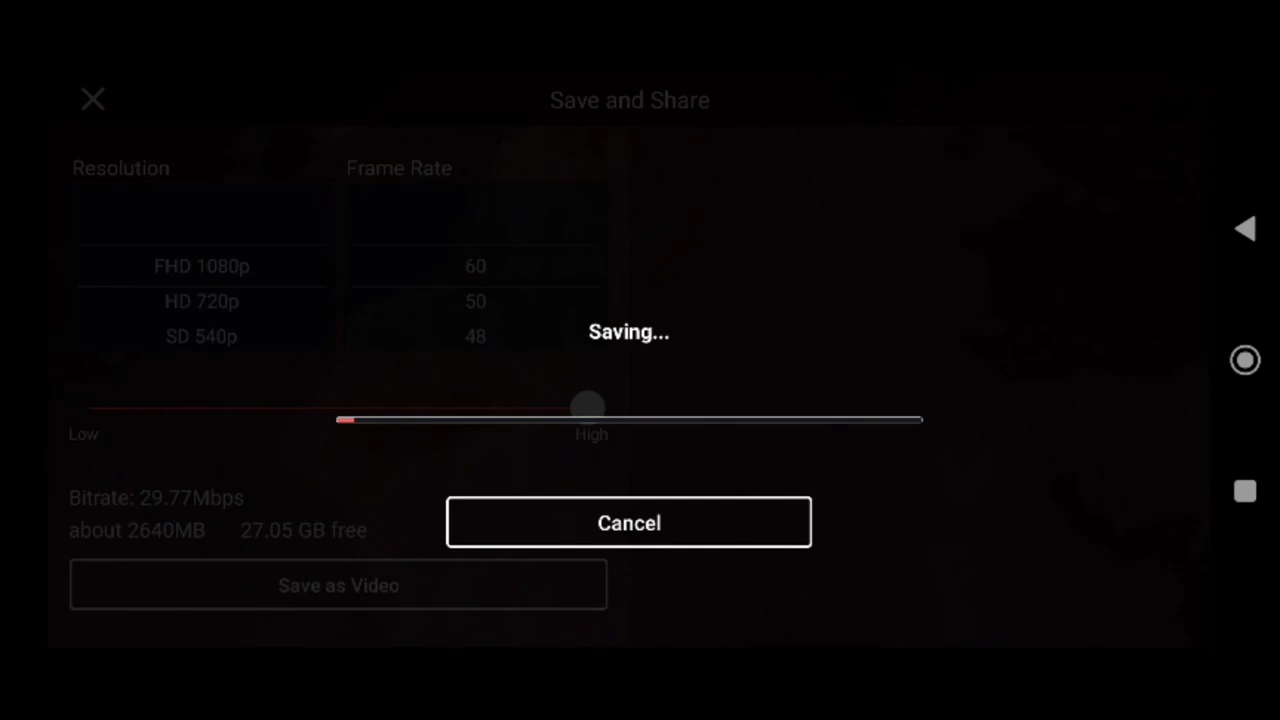 Save and Share
Resolution Frame Rate
FHD 1080p 60
HD 720p 50
SD 540p 48
Saving...
Low High
Bitrate: 29.77Mbps
about 2640MB 27.05 GB free
Cancel
Save as Video